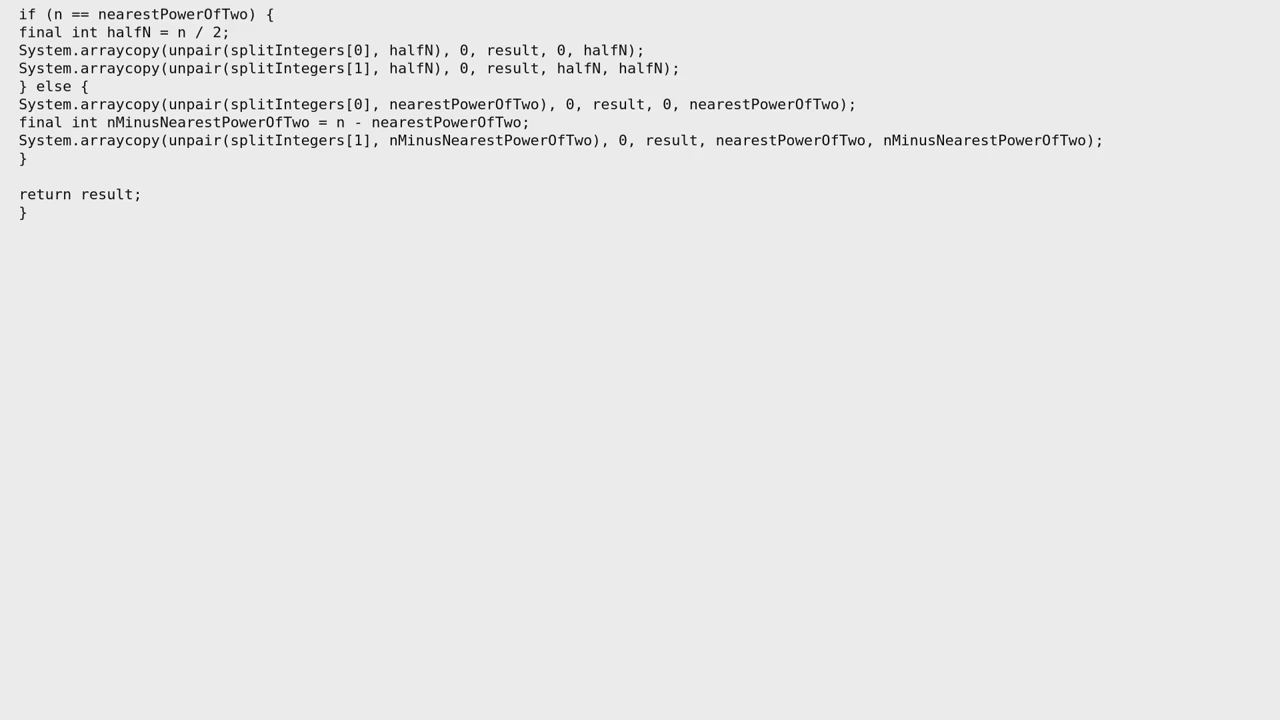 if (n == nearestPowerOfTwo) {
final int halfN = n / 2;
System.arraycopy(unpair(splitIntegers[0], halfN), 0, result, 0, halfN);
System.arraycopy(unpair(splitIntegers[1], halfN), 0, result, halfN, halfN);
} else {
System.arraycopy(unpair(splitIntegers[0], nearestPowerOfTwo), 0, result, 0, nearestPowerOfTwo);
final int nMinusNearestPowerOfTwo = n - nearestPowerOfTwo;
System.arraycopy(unpair(splitIntegers[1], nMinusNearestPowerOfTwo), 0, result, nearestPowerOfTwo, nMinusNearestPowerOfTwo);
}

return result;
}